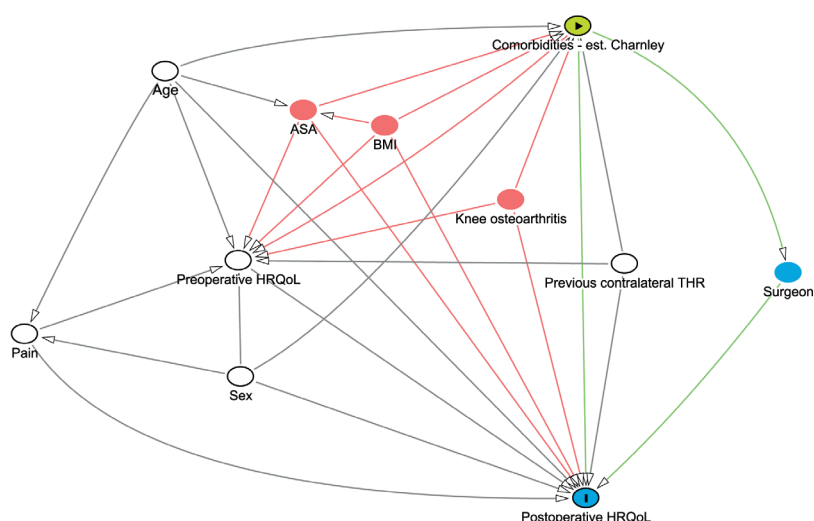 Comorbidities - est. Charnley
Age
ASA
BMI
Knee osteoarthritis
Preoperative HRQoL
Previous contralateral THR
Surgeon
Pain
Sex
Postoperative HRQoL